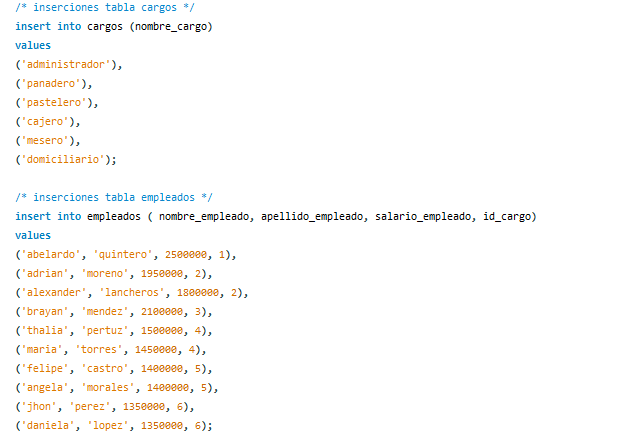 /* inserciones tabla cargos */
insert into cargos (nombre_cargo)
values
('administrador'),
('panadero'),
('pastelero'),
('cajero'),
('mesero'),
('domiciliario');
/* inserciones tabla empleados */
insert into empleados ( nombre_empleado, apellido_empleado, salario_empleado, id_cargo)
values
('abelardo', 'quintero', 2500000, 1),
('adrian', 'moreno', 1950000, 2),
('alexander', 'lancheros', 1800000, 2),
('brayan', 'mendez', 2100000, 3),
('thalia', 'pertuz', 1500000, 4),
('maria', 'torres', 1450000, 4),
('felipe', 'castro', 1400000, 5),
('angela', 'morales', 1400000, 5),
('jhon', 'perez', 1350000, 6),
('daniela', 'lopez', 1350000, 6);